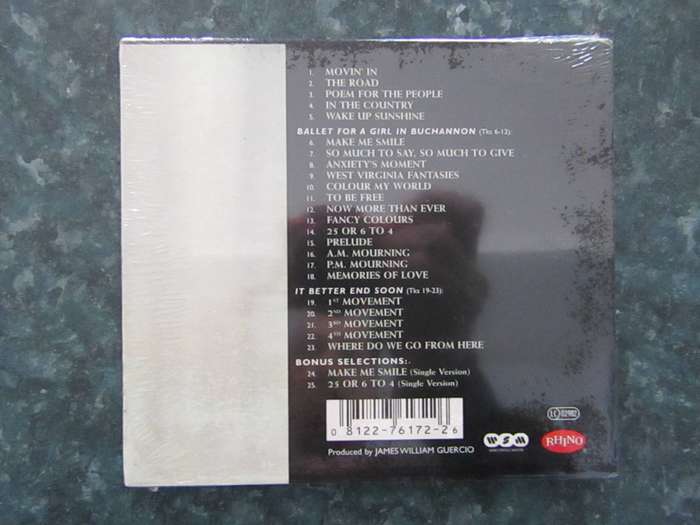 1. MOVIN' IN
2. THE ROAD
3. POEM FOR THE PEOPLE
4. IN THE COUNTRY
5. WAKE UP SUNSHINE
BALLET FOR A GIRL IN BUCHANNON (Tks 6-12):
6. MAKE ME SMILE
7. SO MUCH TO SAY, SO MUCH TO GIVE
8. ANXIETY'S MOMENT
9. WEST VIRGINIA FANTASIES
10. COLOUR MY WORLD
11. TO BE FREE
12. NOW MORE THAN EVER
13. FANCY COLOURS
14. 25 OR 6 TO 4
15. PRELUDE
16. A.M. MOURNING
17. P.M. MOURNING
18. MEMORIES OF LOVE
IT BETTER END SOON (Tks 19-23):
19. 1ST MOVEMENT
20. 2ND MOVEMENT
21. 3RD MOVEMENT
22. 4TH MOVEMENT
23. WHERE DO WE GO FROM HERE
BONUS SELECTIONS:
24. MAKE ME SMILE (Single Version)
25. 25 OR 6 TO 4 (Single Version)
0 8122-76172-2 6
Produced by JAMES WILLIAM GUERCIO
WSM
RHINO
LC 02982